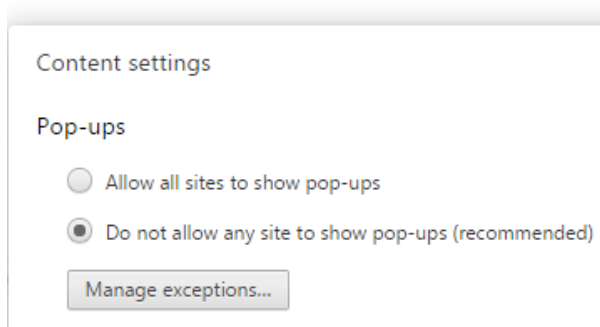 Content settings
Pop-ups
Allow all sites to show pop-ups
Do not allow any site to show pop-ups (recommended)
Manage exceptions...